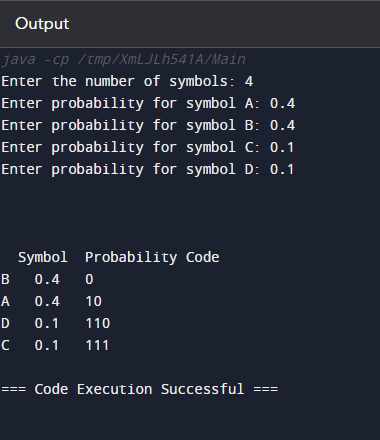 Output
java -cp /tmp/XmLJLh541A/Main
Enter the number of symbols: 4
Enter probability for symbol A: 0.4
Enter probability for symbol B: 0.4
Enter probability for symbol C: 0.1
Enter probability for symbol D: 0.1
Symbol  Probability Code
B   0.4   0
A   0.4   10
D   0.1   110
C   0.1   111
=== Code Execution Successful ===